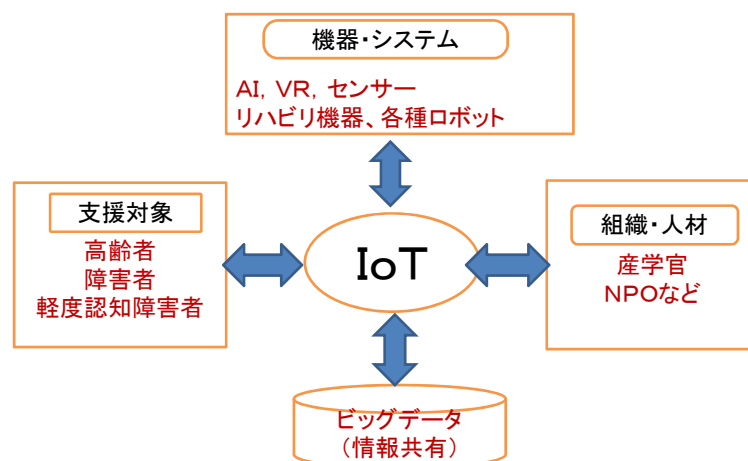 機器・システム
AI, VR, センサー
リハビリ機器、各種ロボット
支援対象
高齢者
障害者
軽度認知障害者
IoT
組織・人材
産学官
NPOなど
ビッグデータ
（情報共有）